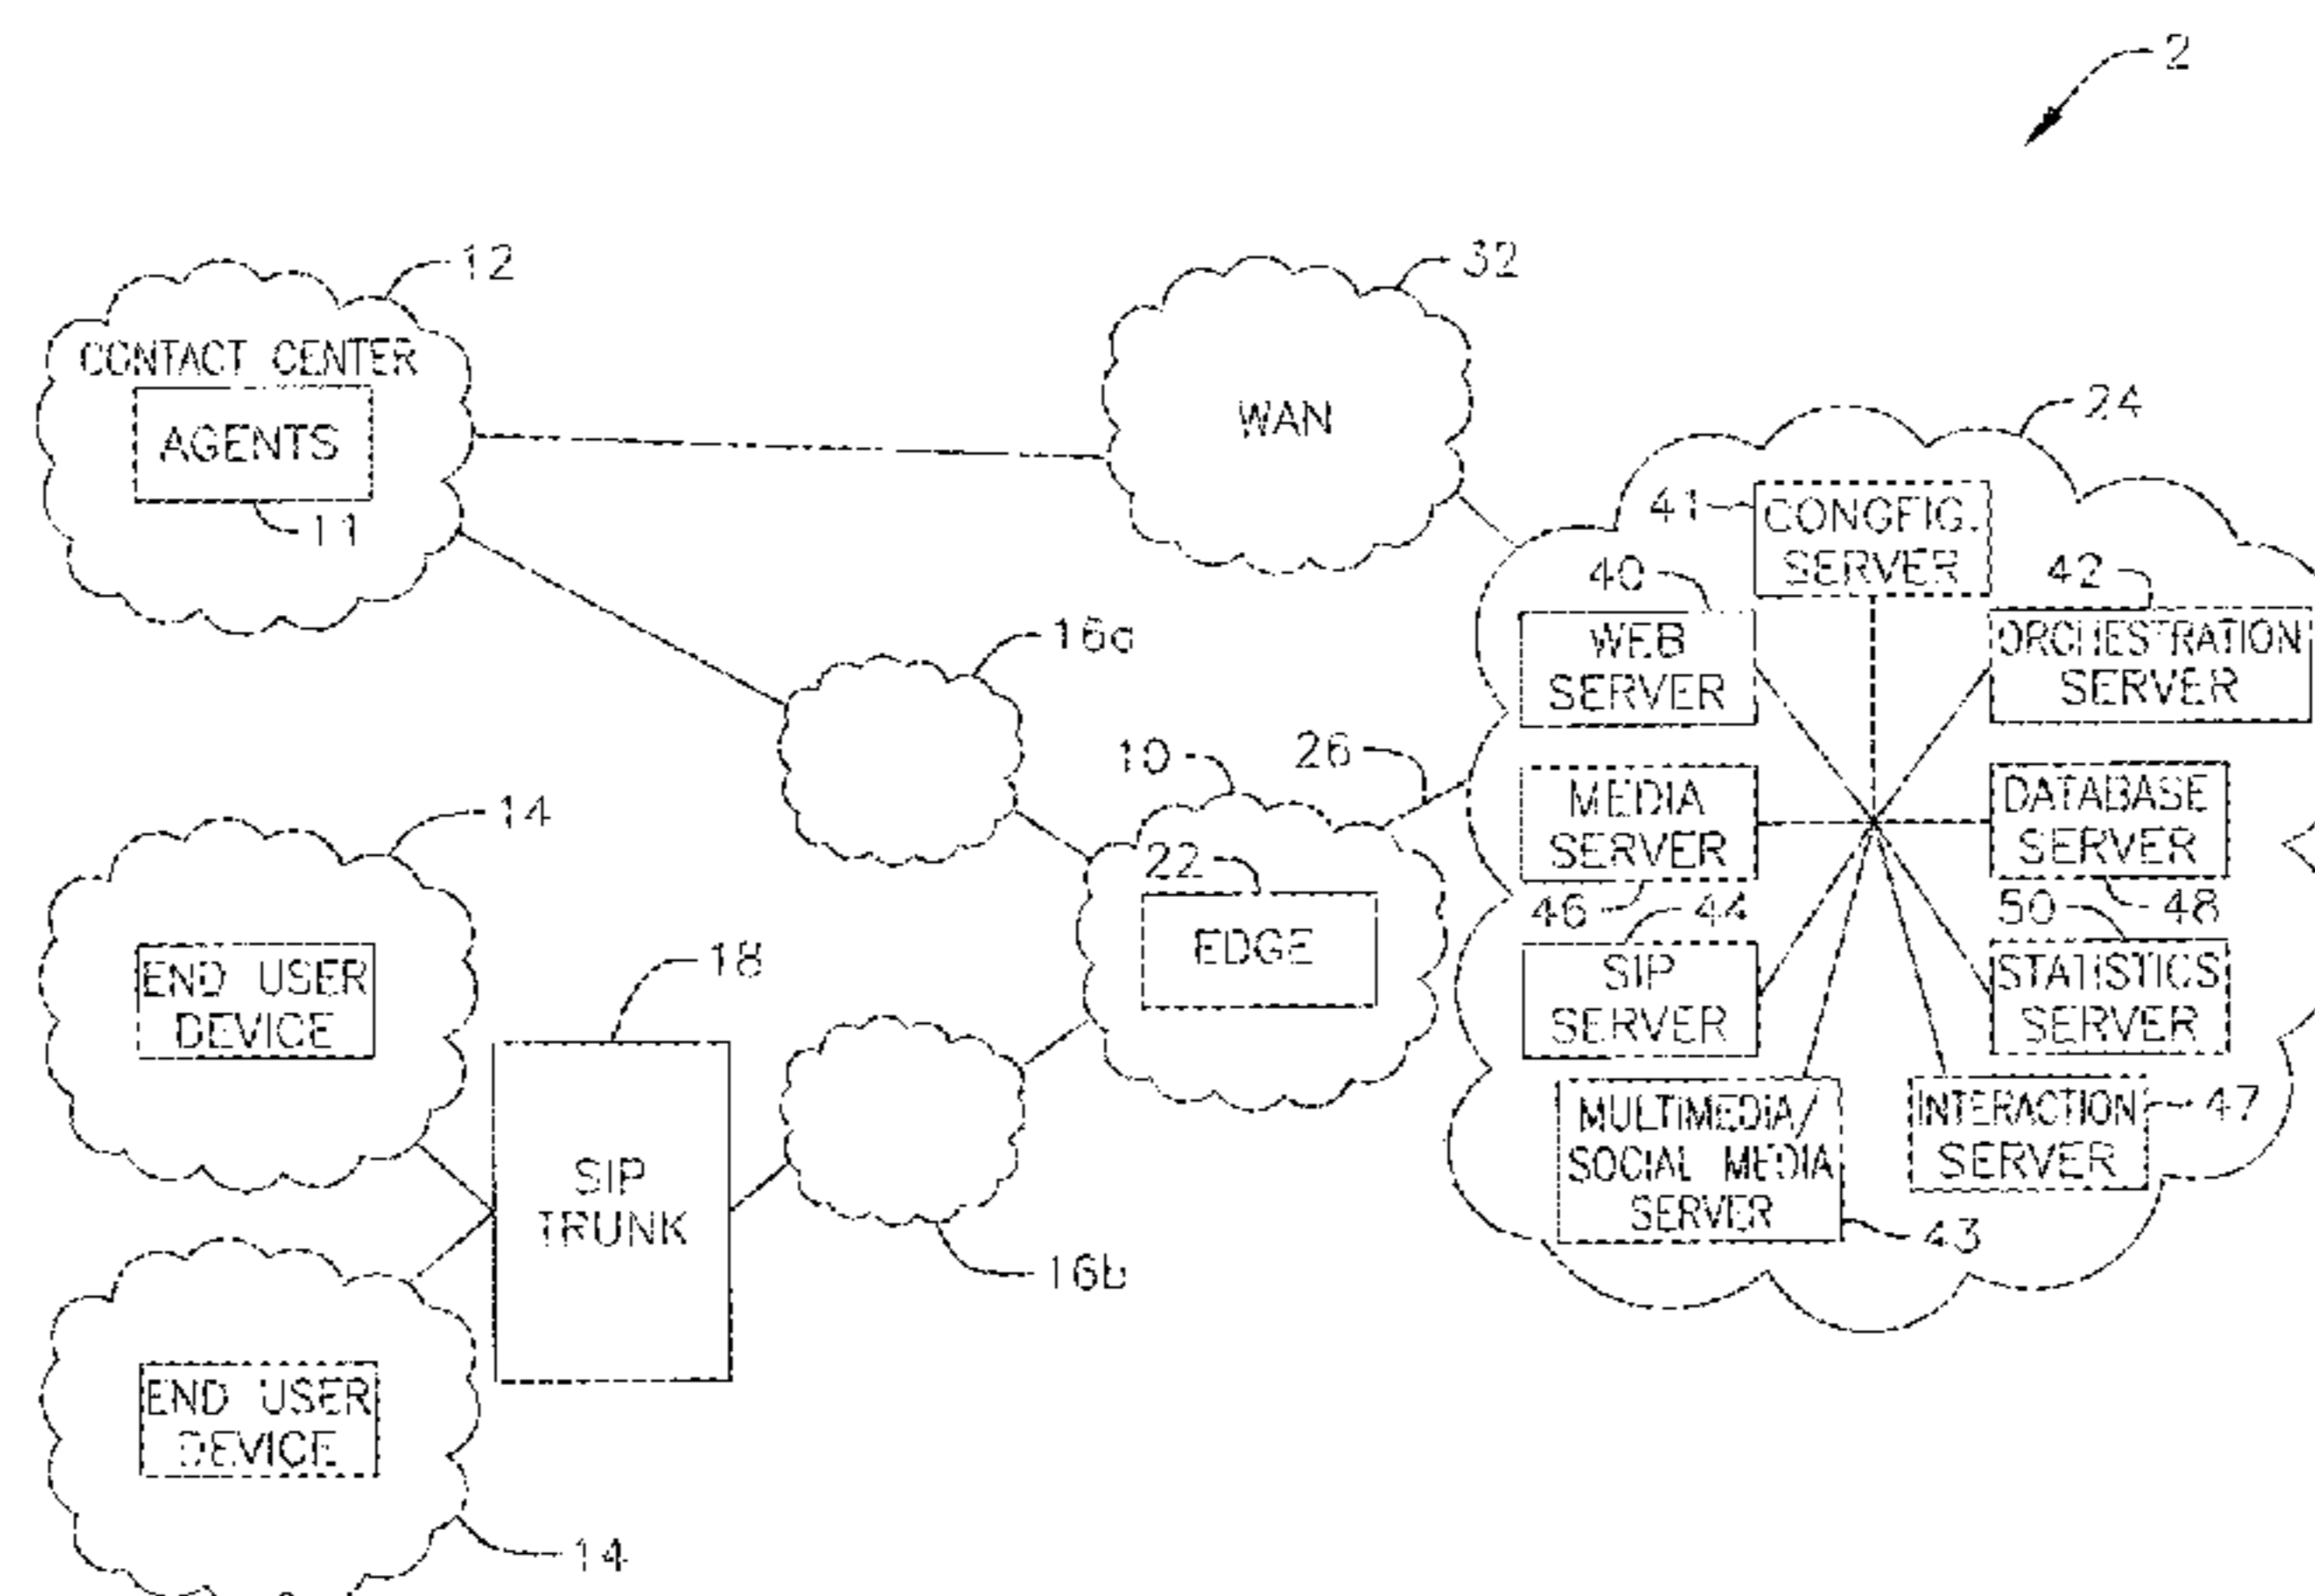 2
12
32
CONTACT CENTER
AGENTS
11
WAN
24
41
CONGFIG.
SERVER
40
42
WEB
SERVER
ORCHESTRATION
SERVER
16a
10
26
MEDIA
SERVER
DATABASE
SERVER
14
22
46
44
50
48
EDGE
END USER
DEVICE
18
SIP
SERVER
STATISTICS
SERVER
SIP
TRUNK
MULTIMEDIA/
SOCIAL MEDIA
SERVER
INTERACTION
SERVER
47
43
16b
END USER
DEVICE
14